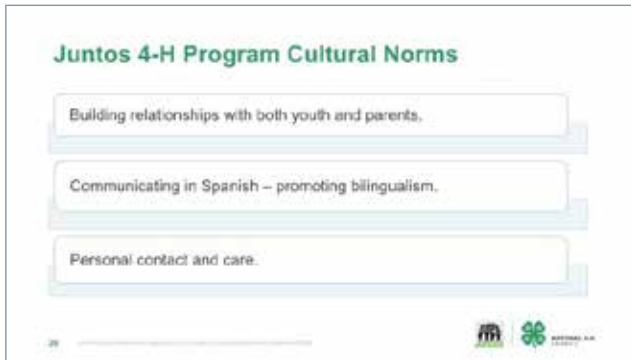 Juntos 4-H Program Cultural Norms
Building relationships with both youth and parents.
Communicating in Spanish – promoting bilingualism.
Personal contact and care.